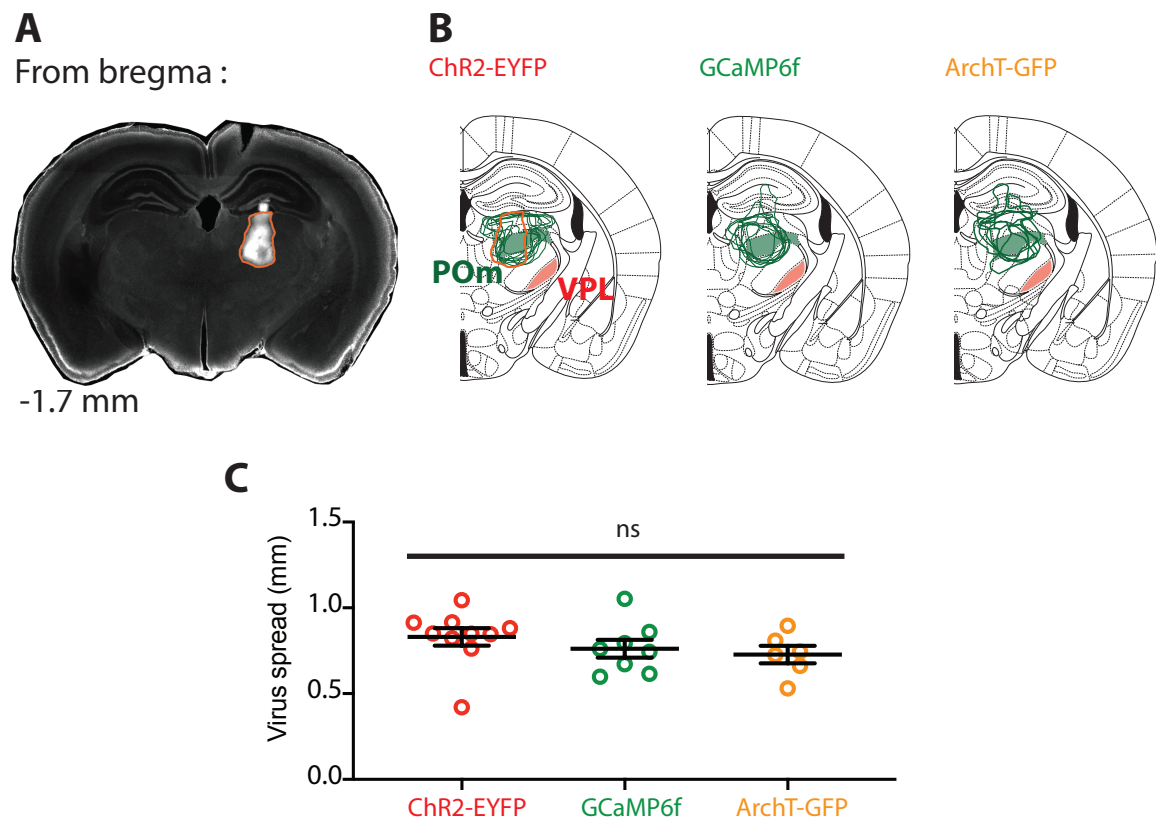 A
From bregma :
-1.7 mm
B
ChR2-EYFP
GCaMP6f
ArchT-GFP
POm
VPL
C
ns
Virus spread (mm)
1.5
1.0
0.5
0.0
ChR2-EYFP
GCaMP6f
ArchT-GFP